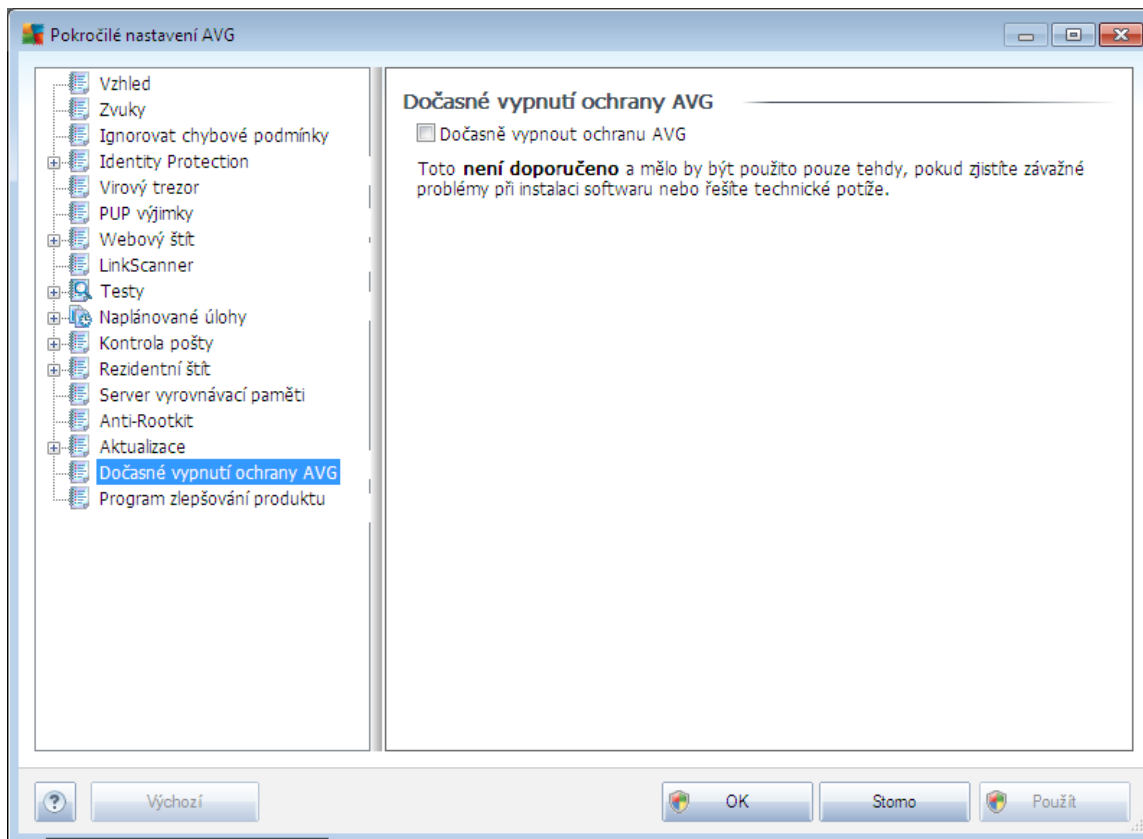 Pokročilé nastavení AVG
Vzhled
Zvuky
Ignorovat chybové podmínky
Identity Protection
Virový trezor
PUP výjimky
Webový štít
LinkScanner
Testy
Naplánované úlohy
Kontrola pošty
Rezidentní štít
Server vyrovnávací paměti
Anti-Rootkit
Aktualizace
Dočasné vypnutí ochrany AVG
Program zlepšování produktu
Dočasné vypnutí ochrany AVG
Dočasně vypnout ochranu AVG
Toto není doporučeno a mělo by být použito pouze tehdy, pokud zjistíte závažné
problémy při instalaci softwaru nebo řešíte technické potíže.
?
Výchozí
OK
Stomo
Použít